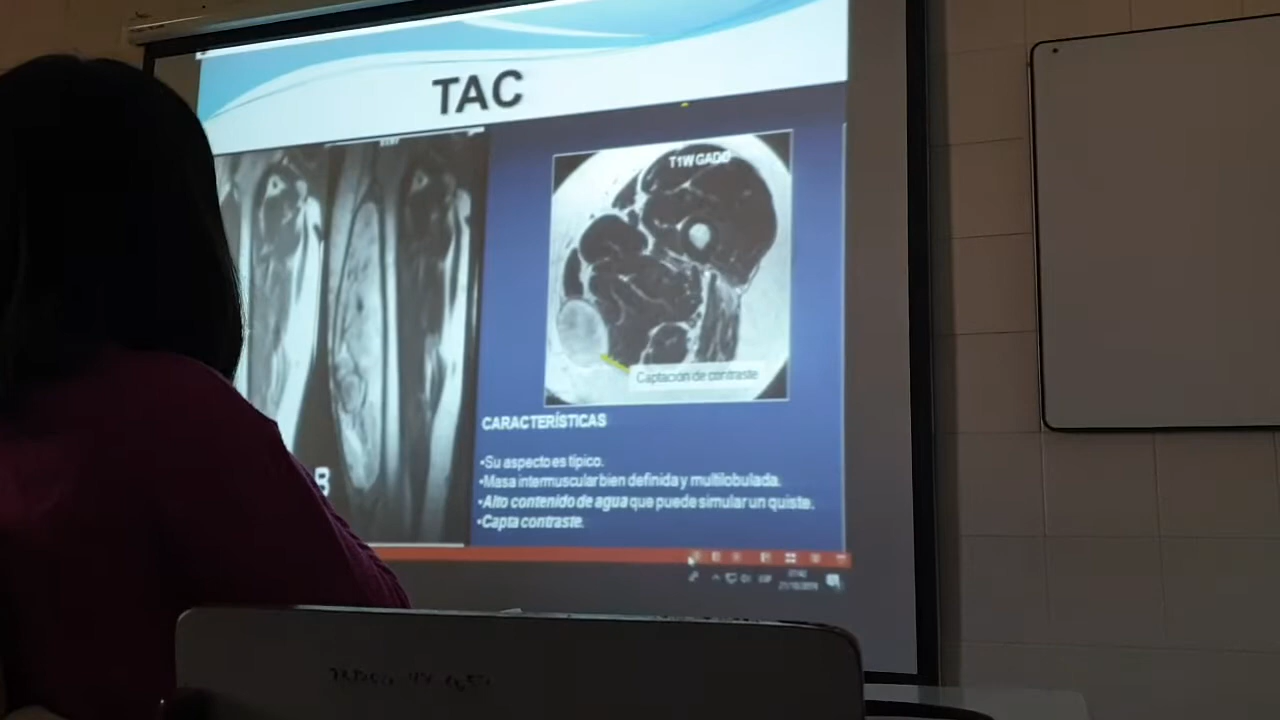 TAC
T1W GADO
Captación de contraste
B
CARACTERÍSTICAS
•Su aspecto es típico.
•Masa intermuscular bien definida y multilobulada.
•Alto contenido de agua que puede simular un quiste.
•Capta contraste.